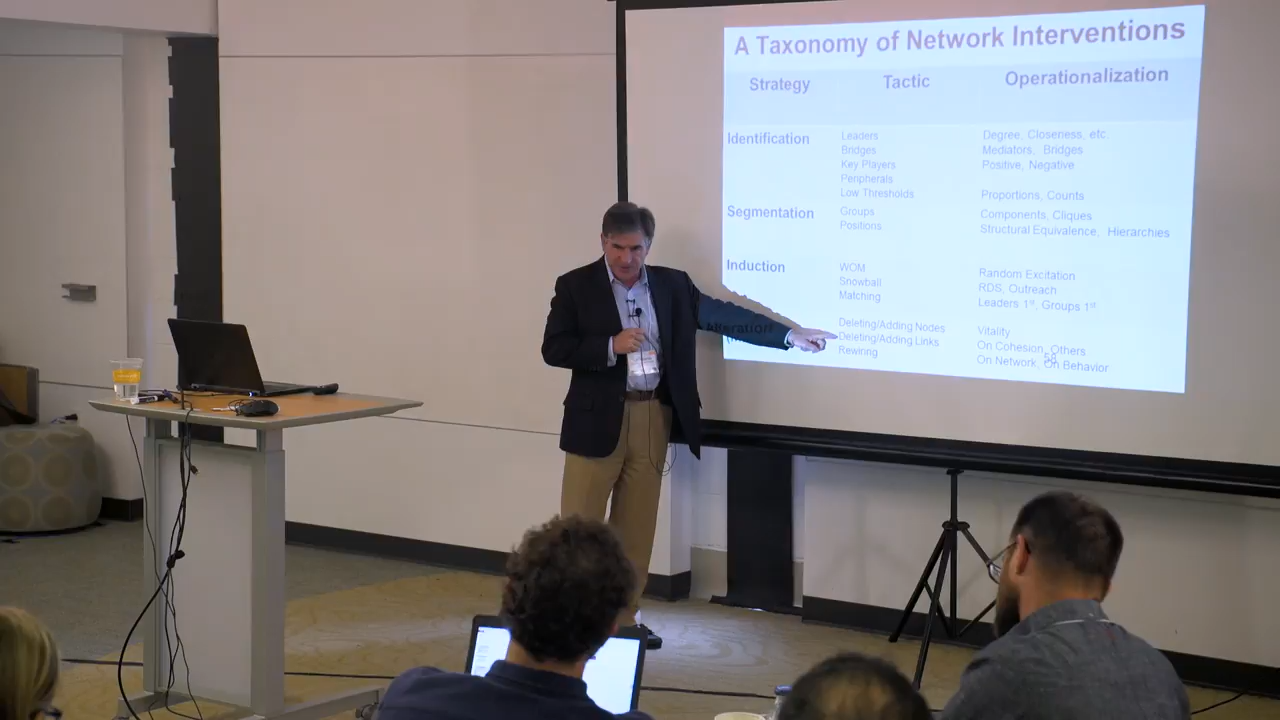 A Taxonomy of Network Interventions
Strategy Tactic Operationalization
Identification Leaders Degree, Closeness, etc.
Bridges Mediators, Bridges
Key Players Positive, Negative
Peripherals
Low Thresholds Proportions, Counts
Segmentation Groups Components, Cliques
Positions Structural Equivalence, Hierarchies
Induction WOM Random Excitation
Snowball RDS, Outreach
Matching Leaders 1st, Groups 1st
Alteration Deleting/Adding Nodes Vitality
Deleting/Adding Links On Cohesion, Others
Rewiring On Network, On Behavior
58